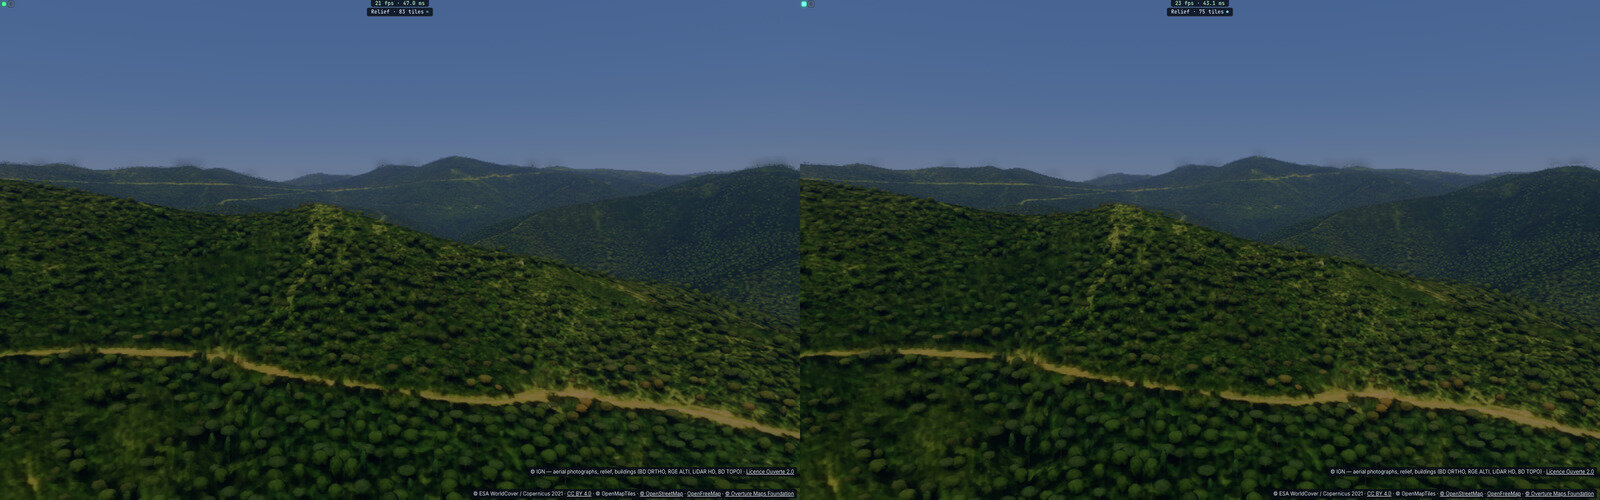 21 fps · 47.0 ms
Relief · 83 tiles
© IGN — aerial photographs, relief, buildings (BD ORTHO, RGE ALTI, LiDAR HD, BD TOPO) · Licence Ouverte 2.0
© ESA WorldCover / Copernicus 2021 · CC BY 4.0 · © OpenMapTiles · © OpenStreetMap · OpenFreeMap · © Overture Maps Foundation
23 fps · 43.1 ms
Relief · 75 tiles
© IGN — aerial photographs, relief, buildings (BD ORTHO, RGE ALTI, LiDAR HD, BD TOPO) · Licence Ouverte 2.0
© ESA WorldCover / Copernicus 2021 · CC BY 4.0 · © OpenMapTiles · © OpenStreetMap · OpenFreeMap · © Overture Maps Foundation